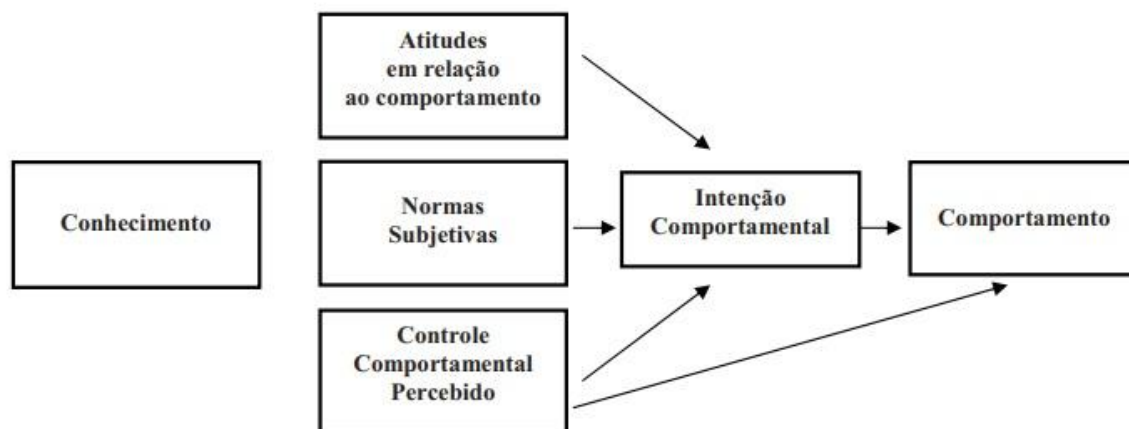 Atitudes
em relação
ao comportamento
Conhecimento
Normas
Subjetivas
Intenção
Comportamental
Comportamento
Controle
Comportamental
Percebido